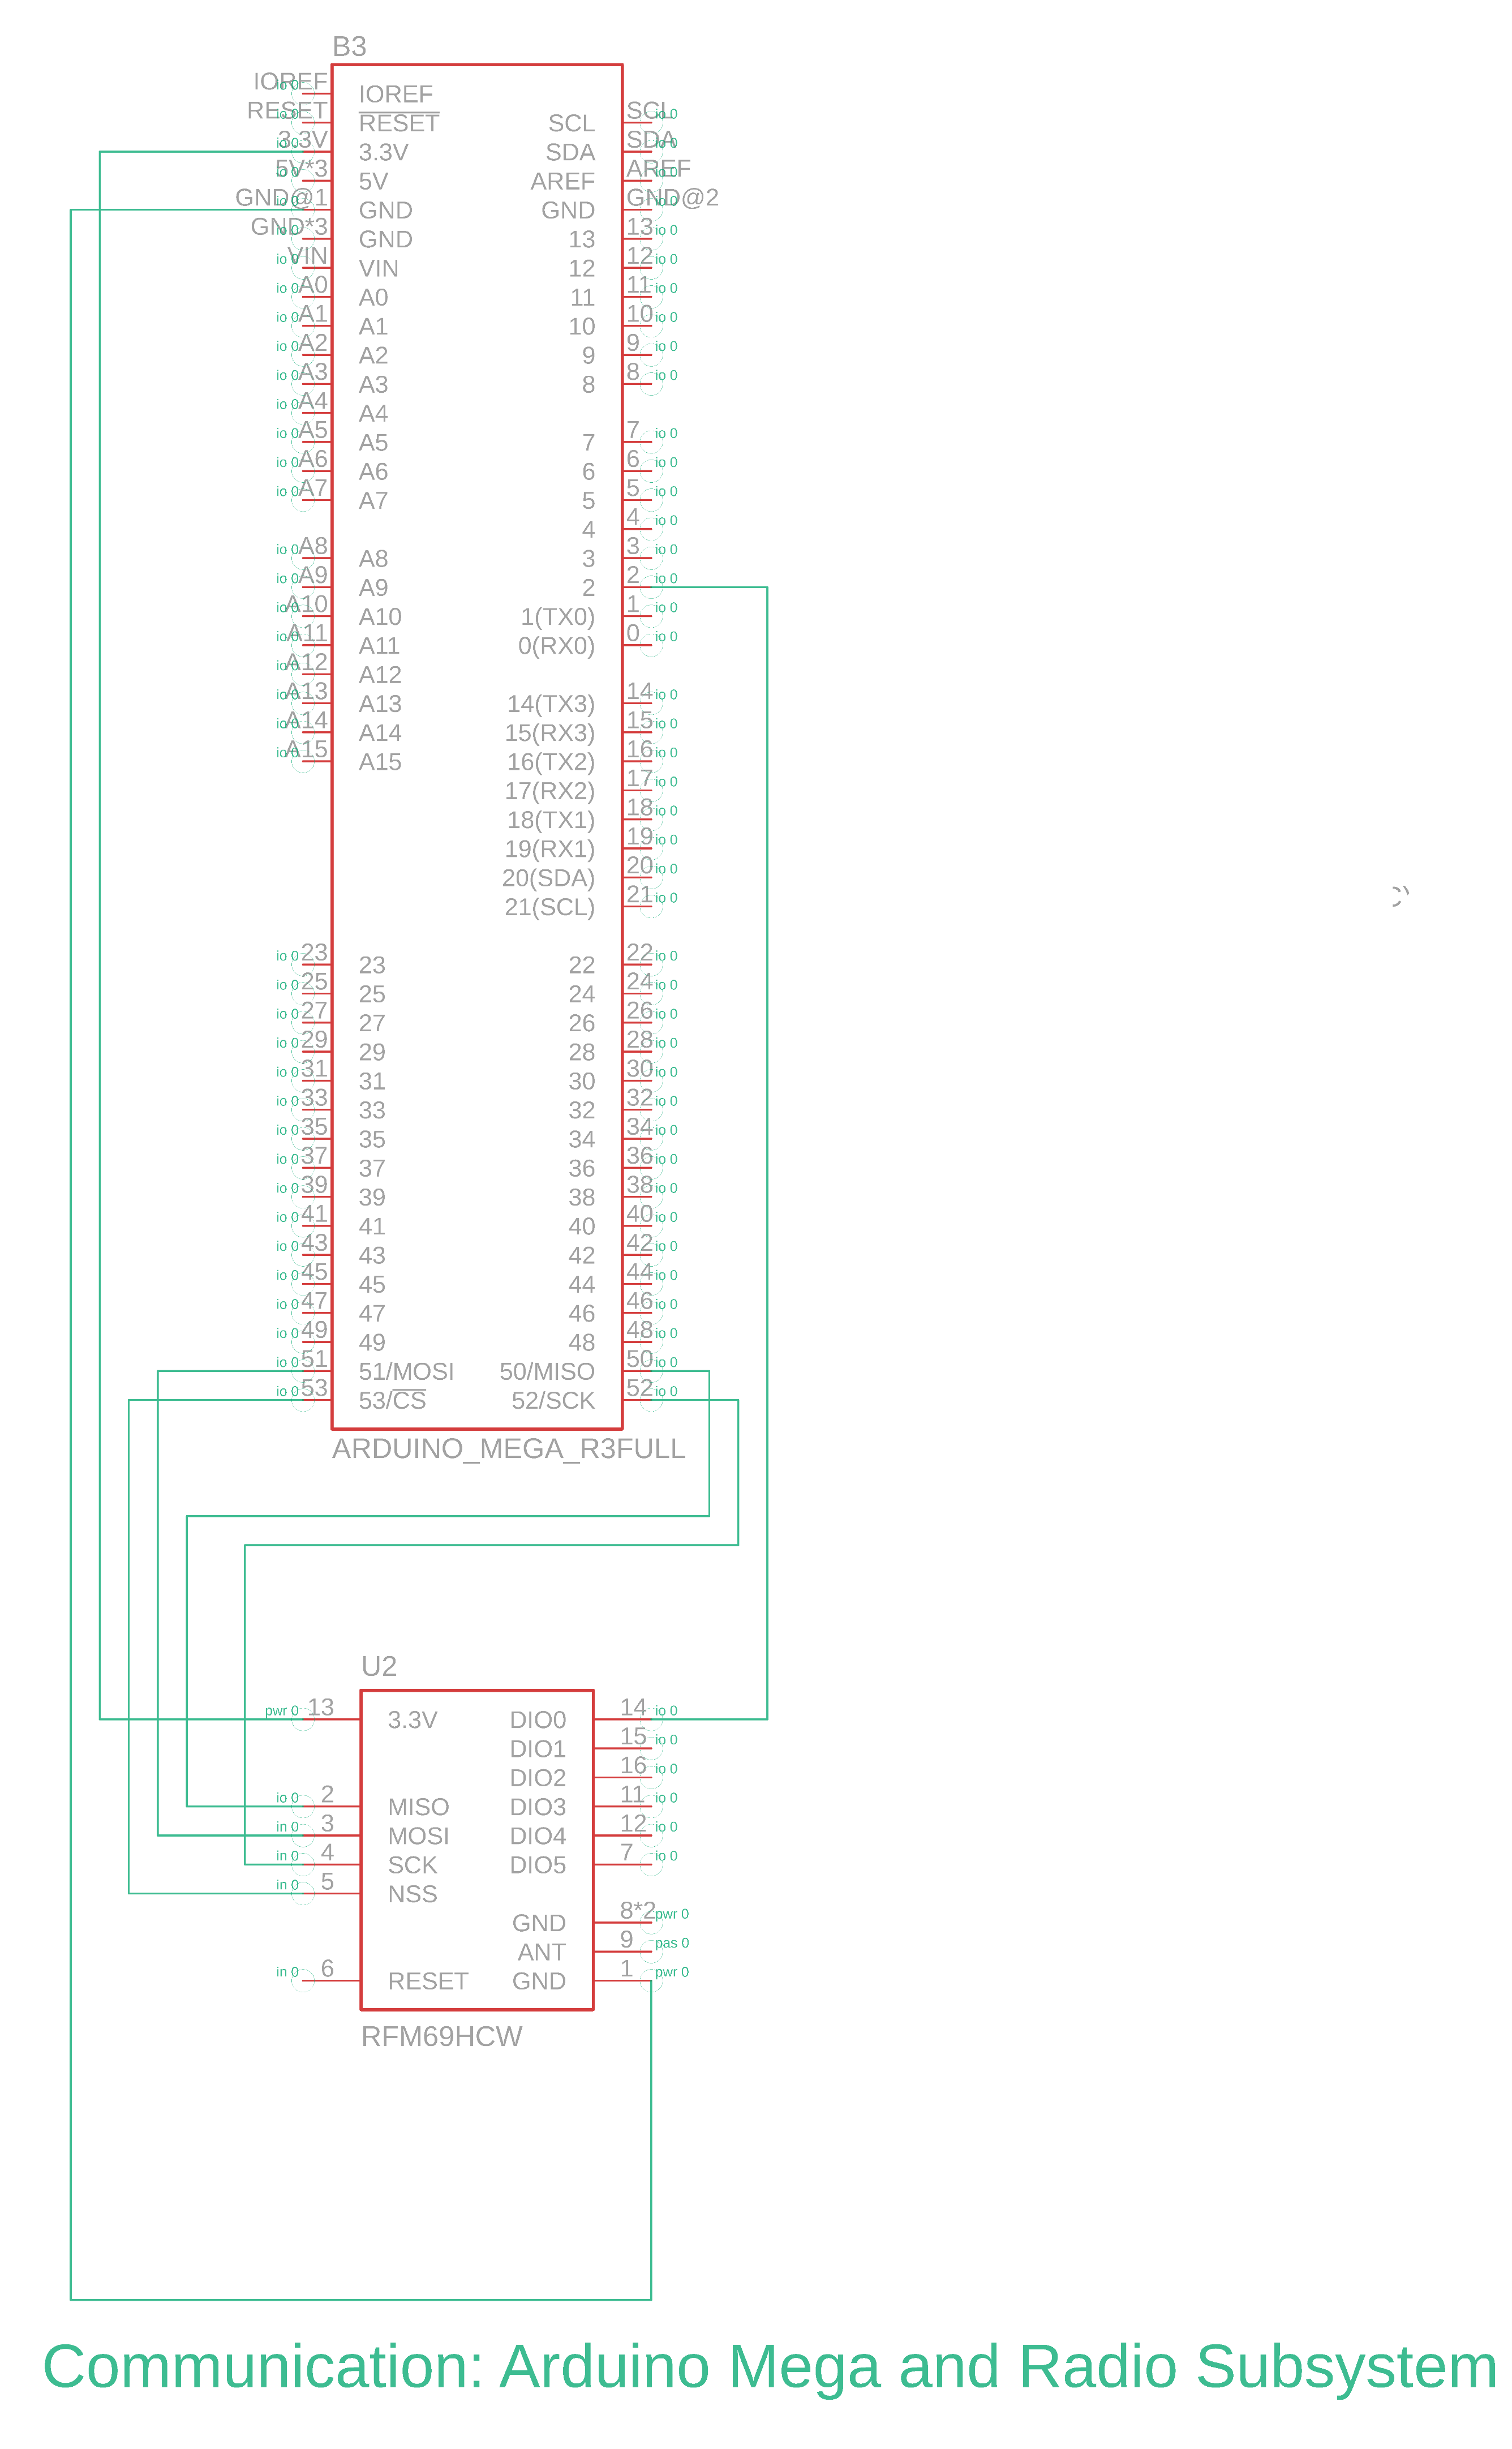 B3
IOREF io 0 IOREF
RESET io 0 RESET SCL SCL io 0
3.3V io 0 3.3V SDA SDA io 0
5V*3 io 0 5V AREF AREF io 0
GND@1 io 0 GND GND GND@2 io 0
GND*3 io 0 GND 13 13 io 0
VIN io 0 VIN 12 12 io 0
io 0 A0 A0 11 11 io 0
io 0 A1 A1 10 10 io 0
io 0 A2 A2 9 9 io 0
io 0 A3 A3 8 8 io 0
io 0 A4 A4
io 0 A5 A5 7 7 io 0
io 0 A6 A6 6 6 io 0
io 0 A7 A7 5 5 io 0
4 4 io 0
io 0 A8 A8 3 3 io 0
io 0 A9 A9 2 2 io 0
io 0 A10 A10 1(TX0) 1 io 0
io 0 A11 A11 0(RX0) 0 io 0
io 0 A12 A12
io 0 A13 A13 14(TX3) 14 io 0
io 0 A14 A14 15(RX3) 15 io 0
io 0 A15 A15 16(TX2) 16 io 0
17(RX2) 17 io 0
18(TX1) 18 io 0
19(RX1) 19 io 0
20(SDA) 20 io 0
21(SCL) 21 io 0
io 0 23 23 22 22 io 0
io 0 25 25 24 24 io 0
io 0 27 27 26 26 io 0
io 0 29 29 28 28 io 0
io 0 31 31 30 30 io 0
io 0 33 33 32 32 io 0
io 0 35 35 34 34 io 0
io 0 37 37 36 36 io 0
io 0 39 39 38 38 io 0
io 0 41 41 40 40 io 0
io 0 43 43 42 42 io 0
io 0 45 45 44 44 io 0
io 0 47 47 46 46 io 0
io 0 49 49 48 48 io 0
io 0 51 51/MOSI 50/MISO 50 io 0
io 0 53 53/CS 52/SCK 52 io 0
ARDUINO_MEGA_R3FULL
U2
pwr 0 13 3.3V DIO0 14 io 0
DIO1 15 io 0
DIO2 16 io 0
io 0 2 MISO DIO3 11 io 0
in 0 3 MOSI DIO4 12 io 0
in 0 4 SCK DIO5 7 io 0
in 0 5 NSS
GND 8*2 pwr 0
ANT 9 pas 0
in 0 6 RESET GND 1 pwr 0
RFM69HCW
Communication: Arduino Mega and Radio Subsystem